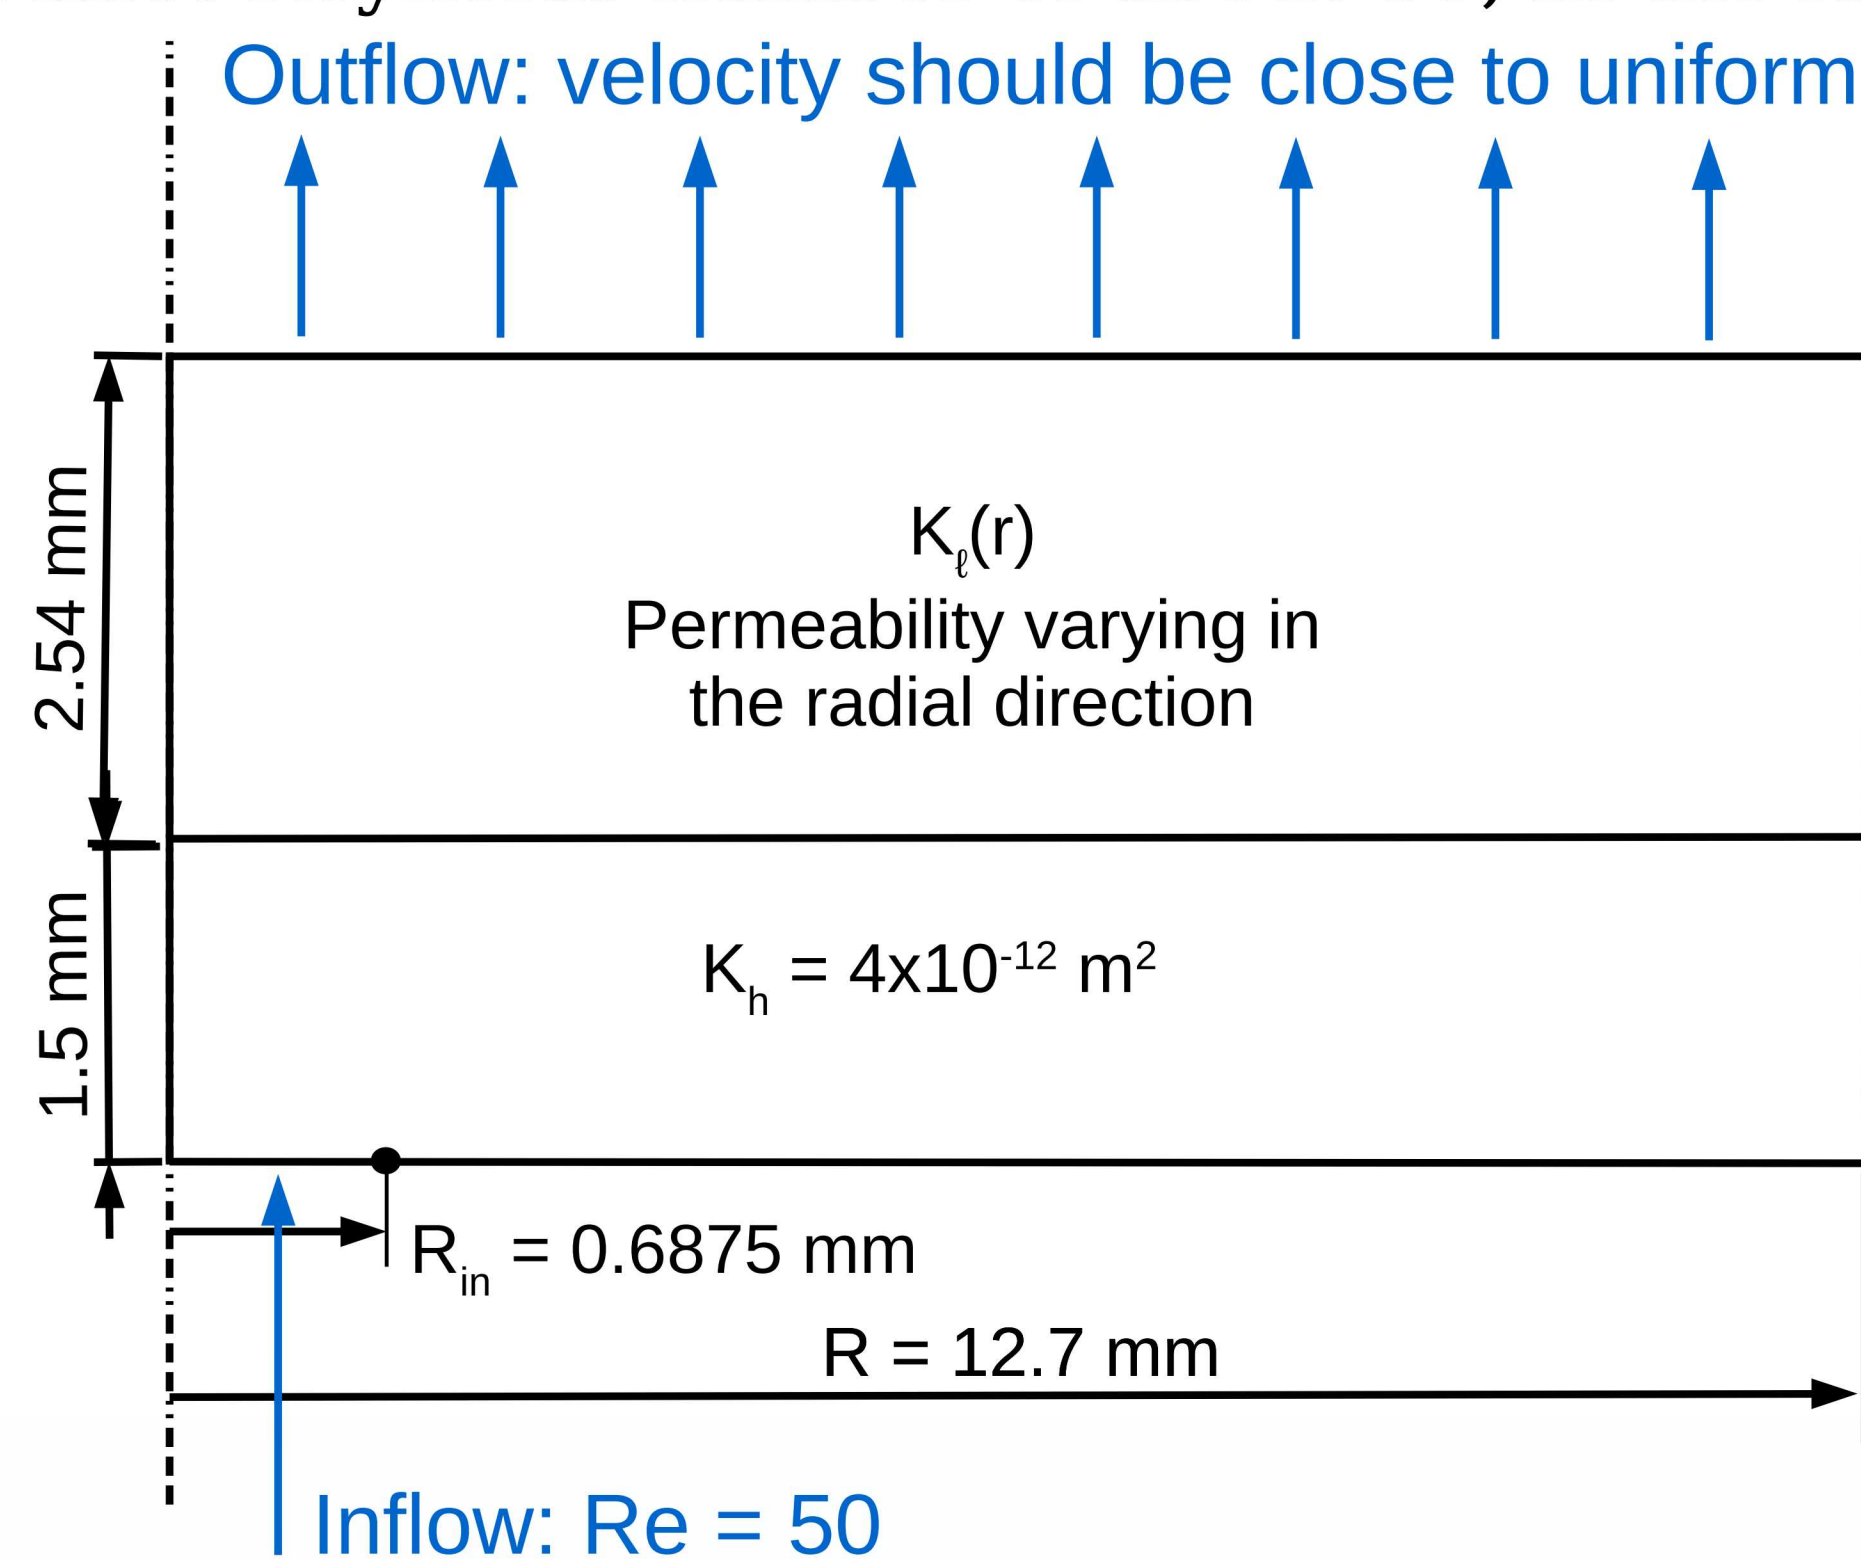 Outflow: velocity should be close to uniform
2.54 mm
Kℓ(r)
Permeability varying in
the radial direction
1.5 mm
Kh = 4x10-12 m2
Rin = 0.6875 mm
R = 12.7 mm
Inflow: Re = 50